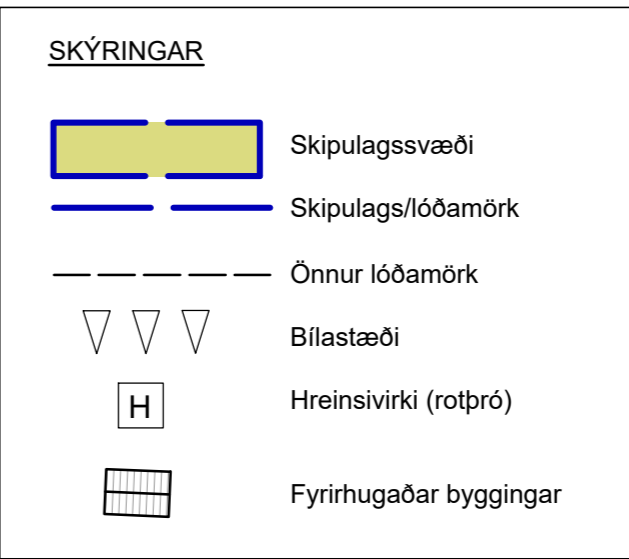 SKÝRINGAR
Skipulagssvæði
Skipulags/lóðamörk
Önnur lóðamörk
Bílastæði
H
Hreinsivirki (rotþró)
Fyrirhugaðar byggingar